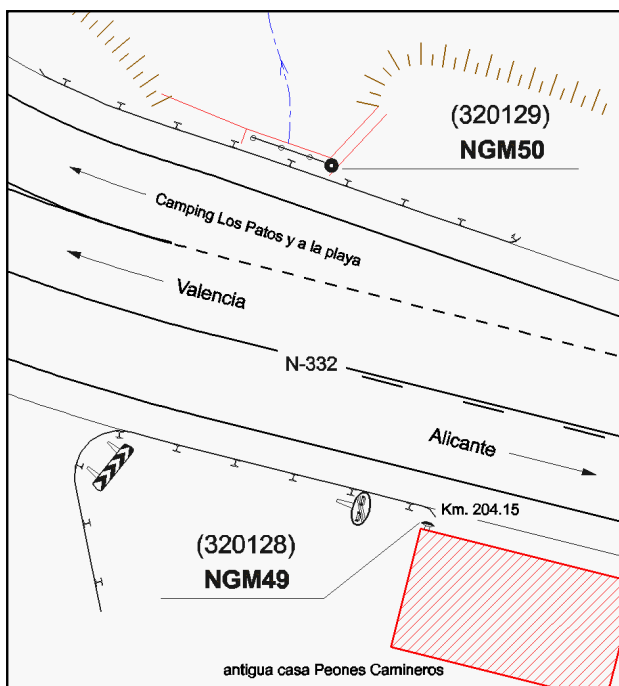 (320129)
NGM50
Camping Los Patos y a la playa
Valencia
N-332
Alicante
Km. 204.15
(320128)
NGM49
antigua casa Peones Camineros